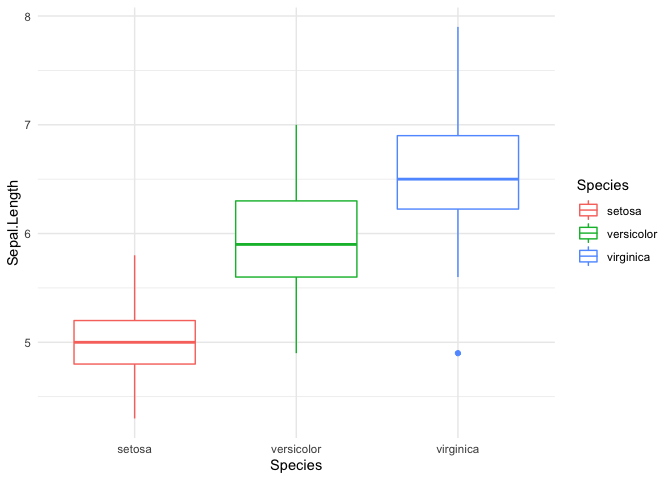 8
7
6
5
Sepal.Length
setosa
versicolor
virginica
Species
Species
setosa
versicolor
virginica